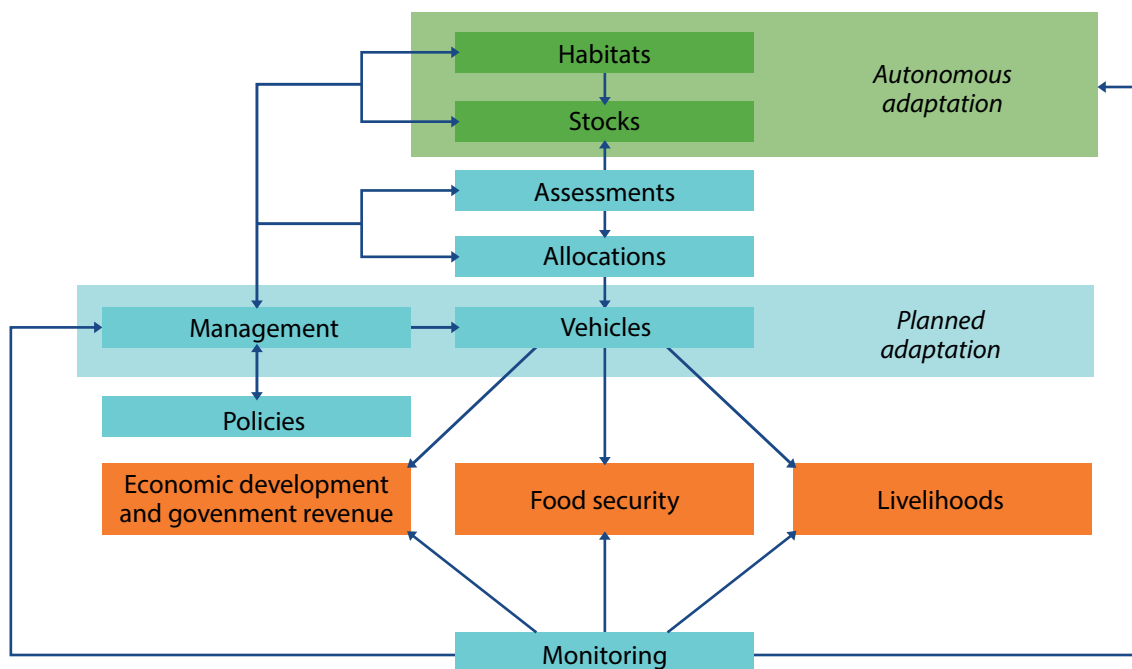 Habitats
Autonomous
adaptation
Stocks
Assessments
Allocations
Management
Vehicles
Planned
adaptation
Policies
Economic development
and govenment revenue
Food security
Livelihoods
Monitoring